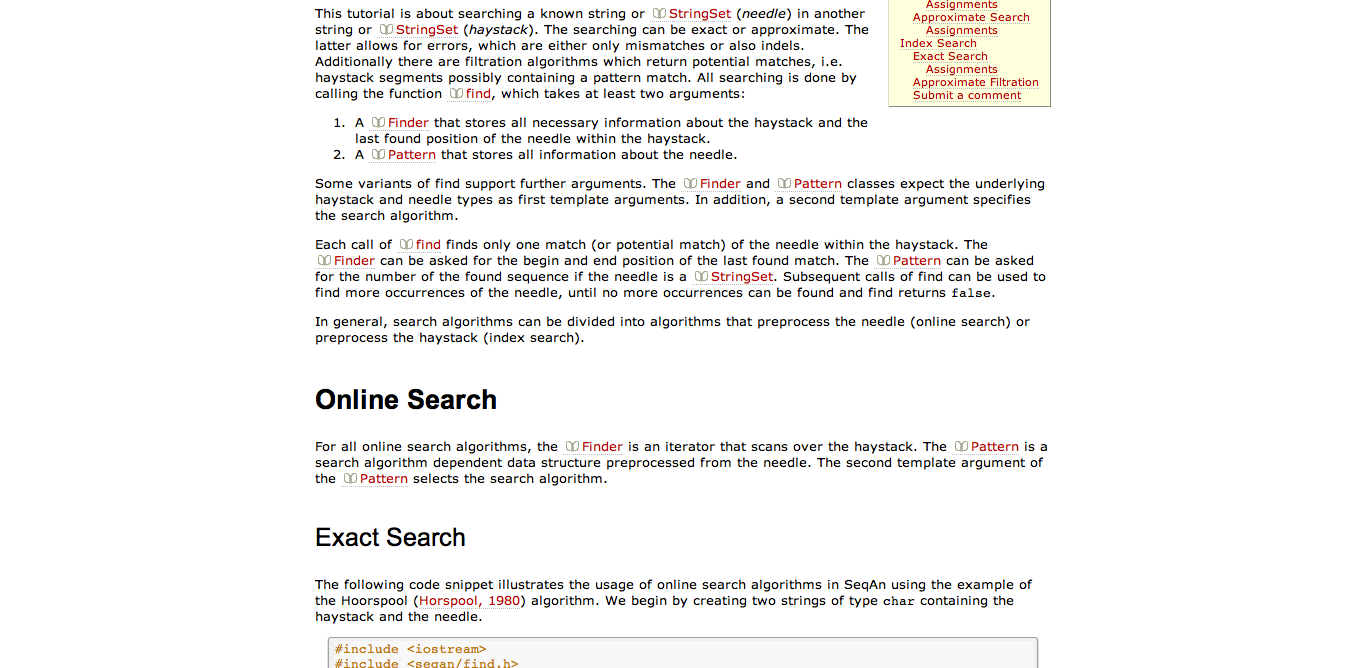 This tutorial is about searching a known string or StringSet (needle) in another
string or StringSet (haystack). The searching can be exact or approximate. The
latter allows for errors, which are either only mismatches or also indels.
Additionally there are filtration algorithms which return potential matches, i.e.
haystack segments possibly containing a pattern match. All searching is done by
calling the function find, which takes at least two arguments:
1. A Finder that stores all necessary information about the haystack and the
last found position of the needle within the haystack.
2. A Pattern that stores all information about the needle.
Assignments
Approximate Search
Assignments
Index Search
Exact Search
Assignments
Approximate Filtration
Submit a comment
Some variants of find support further arguments. The Finder and Pattern classes expect the underlying
haystack and needle types as first template arguments. In addition, a second template argument specifies
the search algorithm.
Each call of find finds only one match (or potential match) of the needle within the haystack. The
Finder can be asked for the begin and end position of the last found match. The Pattern can be asked
for the number of the found sequence if the needle is a StringSet. Subsequent calls of find can be used to
find more occurrences of the needle, until no more occurrences can be found and find returns false.
In general, search algorithms can be divided into algorithms that preprocess the needle (online search) or
preprocess the haystack (index search).
Online Search
For all online search algorithms, the Finder is an iterator that scans over the haystack. The Pattern is a
search algorithm dependent data structure preprocessed from the needle. The second template argument of
the Pattern selects the search algorithm.
Exact Search
The following code snippet illustrates the usage of online search algorithms in SeqAn using the example of
the Hoorspool (Horspool, 1980) algorithm. We begin by creating two strings of type char containing the
haystack and the needle.
#include <iostream>
#include <seqan/find.h>